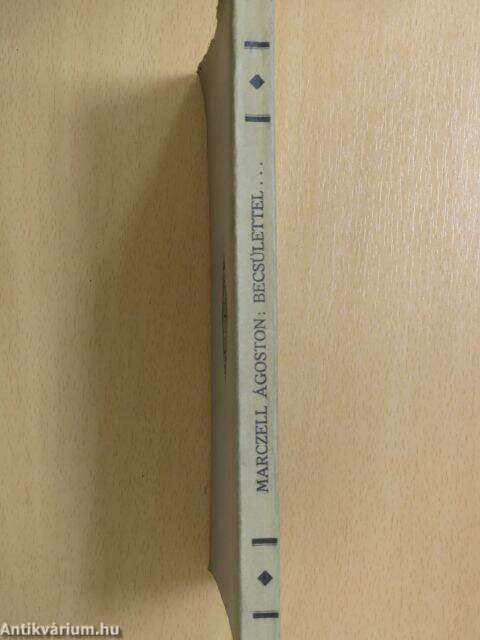 MARCZELL ÁGOSTON: BECSÜLETTEL...
Antikvárium.hu